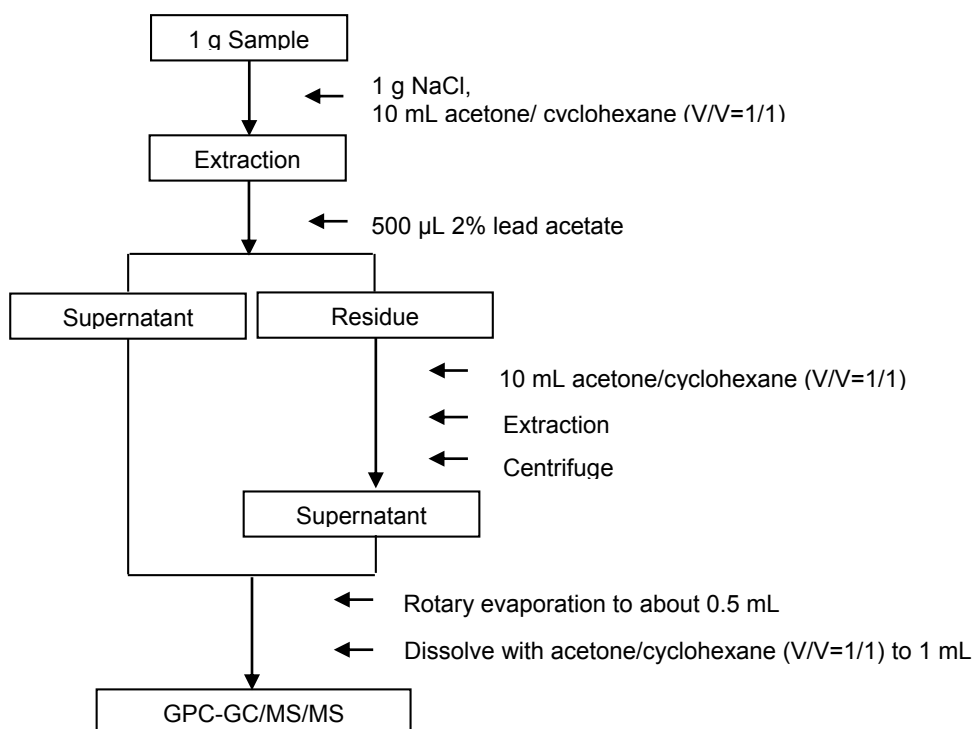 1 g Sample
1 g NaCl,
10 mL acetone/ cyclohexane (V/V=1/1)
Extraction
500 µL 2% lead acetate
Supernatant
Residue
10 mL acetone/cyclohexane (V/V=1/1)
Extraction
Centrifuge
Supernatant
Rotary evaporation to about 0.5 mL
Dissolve with acetone/cyclohexane (V/V=1/1) to 1 mL
GPC-GC/MS/MS